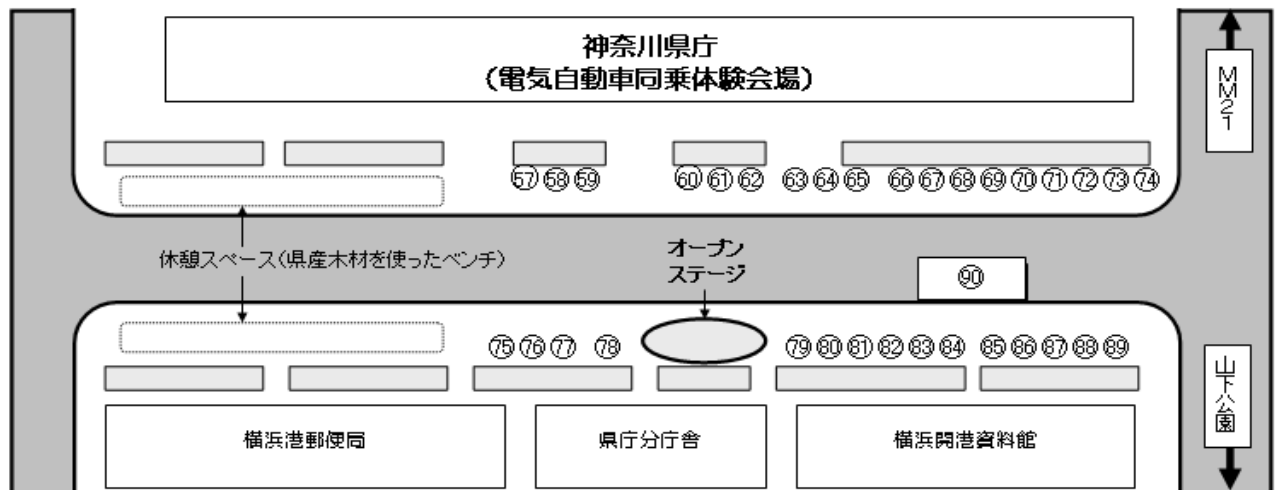 神奈川県庁
（電気自動車同乗体験会場）
MM21
57 58 59 60 61 62 63 64 65 66 67 68 69 70 71 72 73 74
休憩スペース（県産木材を使ったベンチ）
オープン
ステージ
90
75 76 77 78 79 80 81 82 83 84 85 86 87 88 89
山下公園
横浜港郵便局
県庁分庁舎
横浜開港資料館